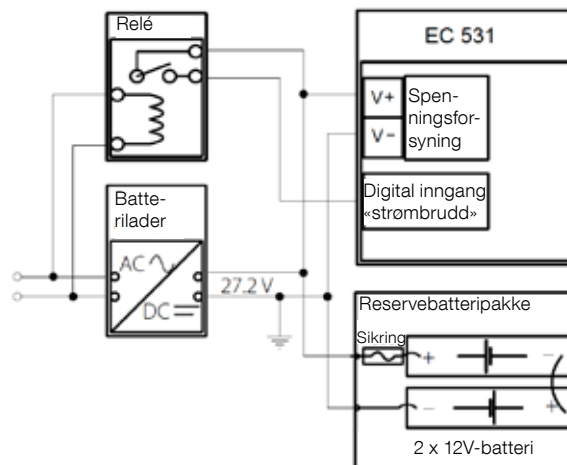 Relé
EC 531
V+
V-
Spen-
ningsfor-
syning
Digital inngang
«strømbrudd»
Batte-
rilader
AC
DC
27.2 V
Reservebatteripakke
Sikring
+
-
-
+
2 x 12V-batteri